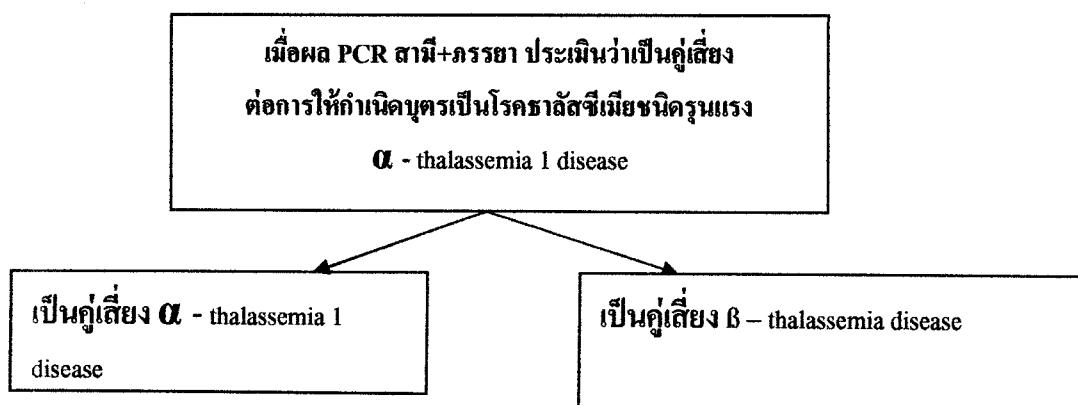 เมื่อผล PCR สามี+ภรรยา ประเมินว่าเป็นคู่เสี่ยง
ต่อการให้กำเนิดบุตรเป็นโรคธาลัสซีเมียชนิดรุนแรง
α - thalassemia 1 disease
เป็นคู่เสี่ยง α - thalassemia 1
disease
เป็นคู่เสี่ยง ß – thalassemia disease